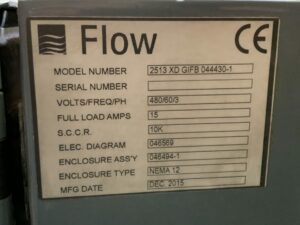 Flow CE
MODEL NUMBER 2513 XD GIFB 044430-1
SERIAL NUMBER
VOLTS/FREQ/PH 480/60/3
FULL LOAD AMPS 15
S.C.C.R. 10K
ELEC. DIAGRAM 046569
ENCLOSURE ASS'Y 046494-1
ENCLOSURE TYPE NEMA 12
MFG DATE DEC. 2015